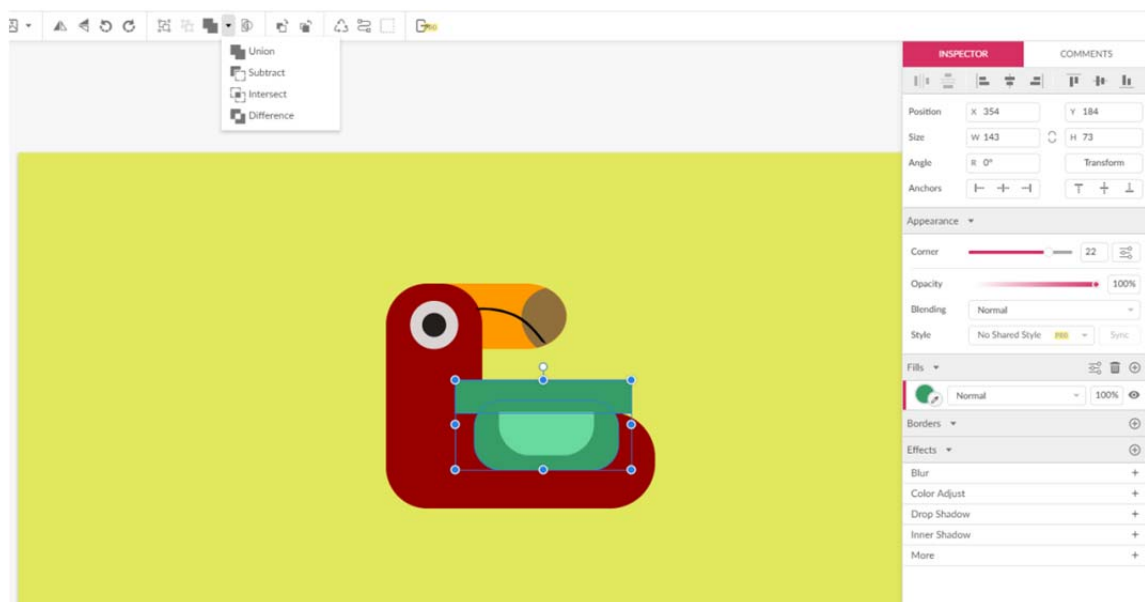 PRO
Union
Subtract
Intersect
Difference
INSPECTOR COMMENTS
Position X 354 Y 184
Size W 143 H 73
Angle R 0° Transform
Anchors
Appearance
Corner 22
Opacity 100%
Blending Normal
Style No Shared Style PRO Sync
Fills
Normal 100%
Borders
Effects
Blur +
Color Adjust +
Drop Shadow +
Inner Shadow +
More +